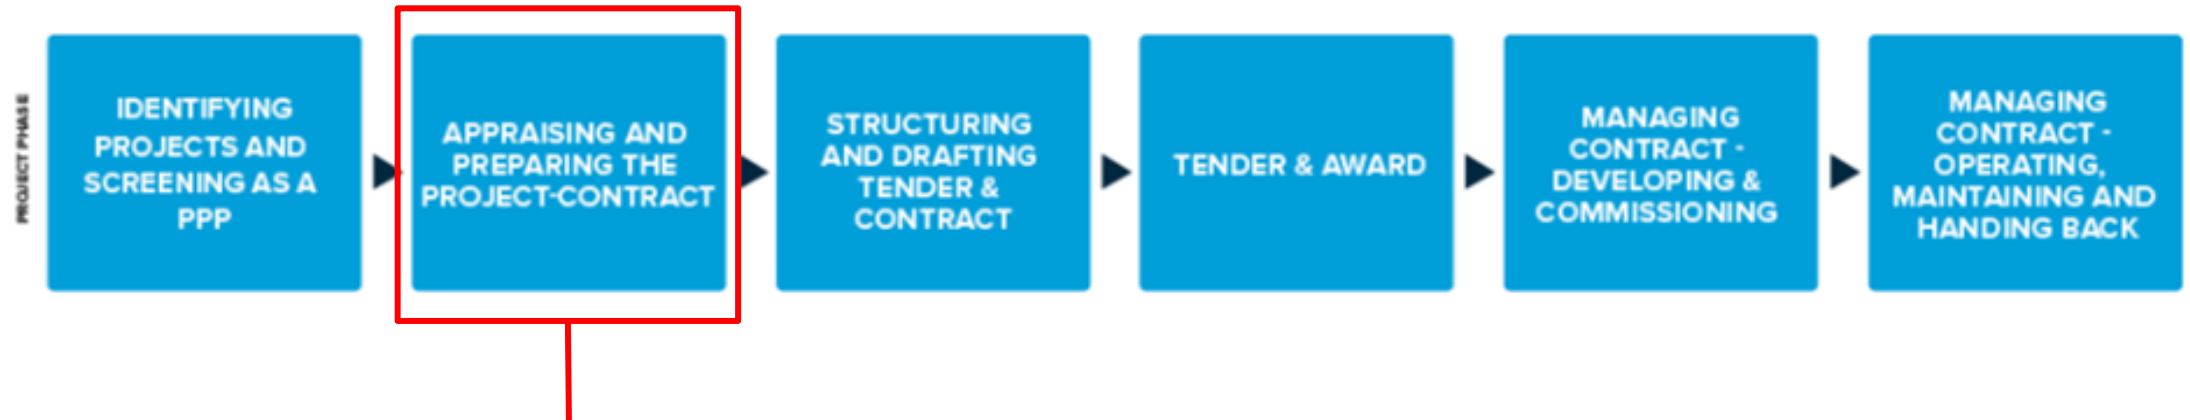 PROJECT PHASE
IDENTIFYING
PROJECTS AND
SCREENING AS A
PPP
APPRAISING AND
PREPARING THE
PROJECT-CONTRACT
STRUCTURING
AND DRAFTING
TENDER &
CONTRACT
TENDER & AWARD
MANAGING
CONTRACT -
DEVELOPING &
COMMISSIONING
MANAGING
CONTRACT -
OPERATING,
MAINTAINING AND
HANDING BACK